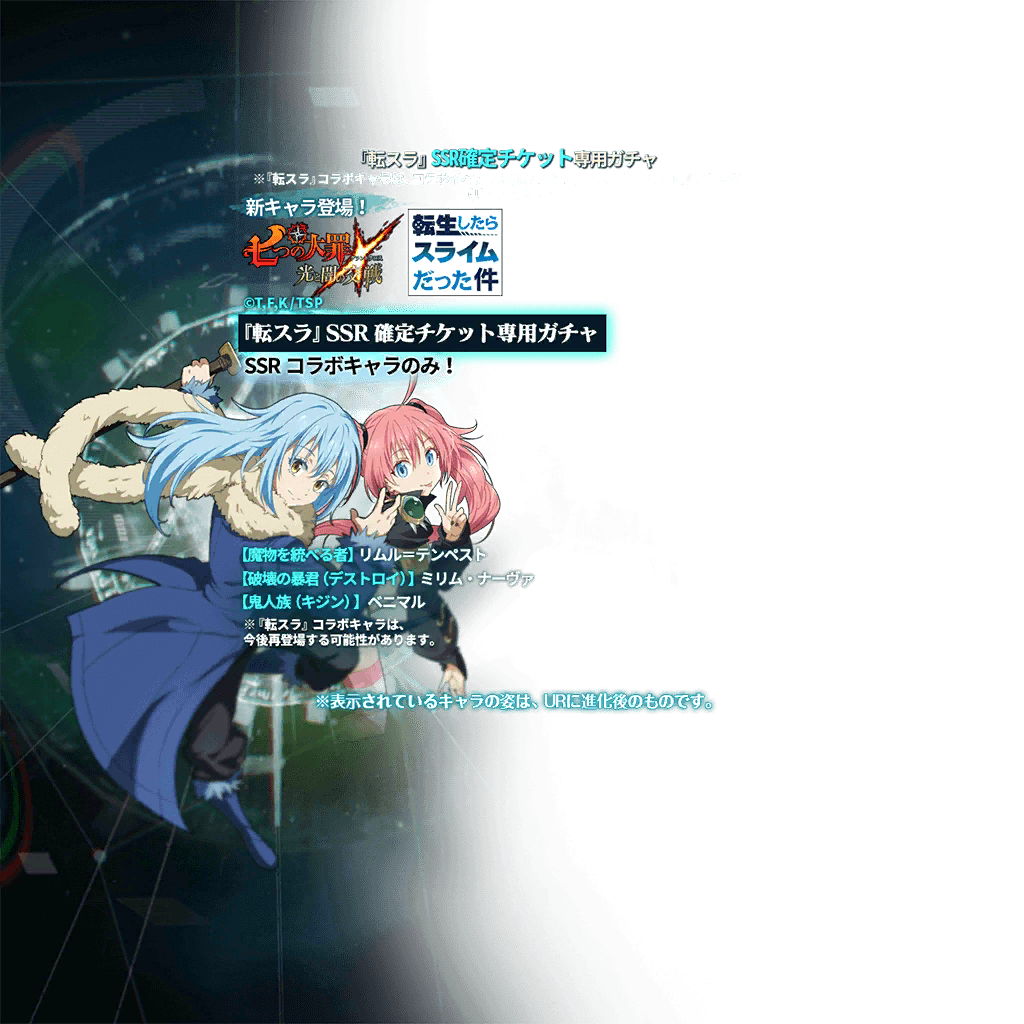 『転スラ』SSR確定チケット専用ガチャ
※『転スラ』コラボキャ
新キャラ登場！
七つの大罪
光と闇の交戦
グランドクロス
転生したら
スライム
だった件
©T.F.K/TSP
『転スラ』SSR 確定チケット専用ガチャ
SSR コラボキャラのみ！
【魔物を統べる者】リムル＝テンペスト
【破壊の暴君（デストロイ）】ミリム・ナーヴァ
【鬼人族（キジン）】ベニマル
※『転スラ』コラボキャラは、
今後再登場する可能性があります。
※表示されているキャラの姿は、URに進化後のものです。